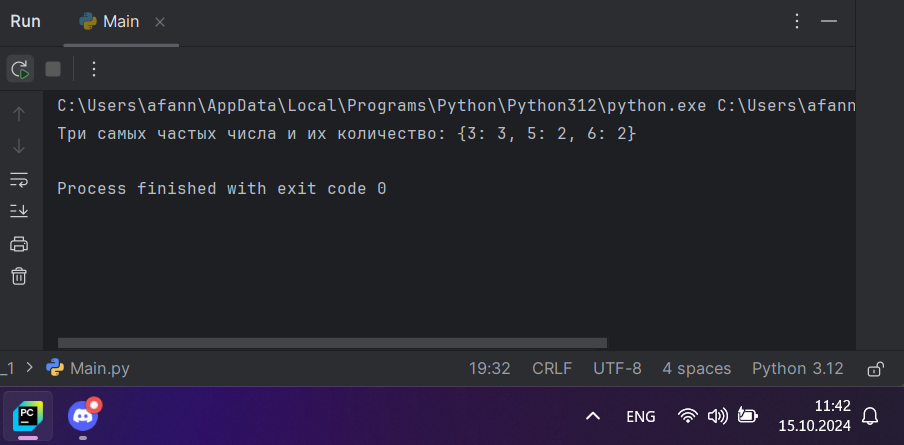 Run Main
C:\Users\afann\AppData\Local\Programs\Python\Python312\python.exe C:\Users\afann
Три самых частых числа и их количество: {3: 3, 5: 2, 6: 2}
Process finished with exit code 0
_1 > Main.py 19:32 CRLF UTF-8 4 spaces Python 3.12
PC ENG 11:42
15.10.2024